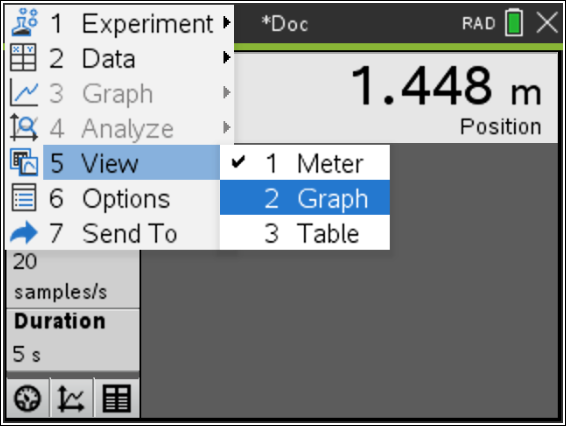 1 Experiment
*Doc
RAD
2 Data
3 Graph
4 Analyze
5 View
6 Options
7 Send To
1 Meter
2 Graph
3 Table
1.448 m
Position
20
samples/s
Duration
5 s